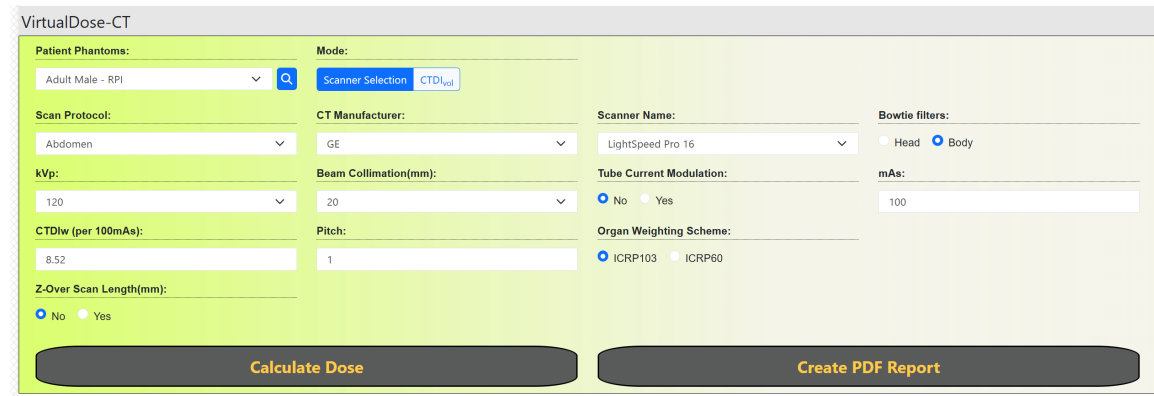 VirtualDose-CT
Patient Phantoms: Mode:
Adult Male - RPI Scanner Selection CTDIvol
Scan Protocol: CT Manufacturer: Scanner Name: Bowtie filters:
Abdomen GE LightSpeed Pro 16 Head Body
kVp: Beam Collimation(mm): Tube Current Modulation: mAs:
120 20 No Yes 100
CTDIw (per 100mAs): Pitch: Organ Weighting Scheme:
8.52 1 ICRP103 ICRP60
Z-Over Scan Length(mm):
No Yes
Calculate Dose Create PDF Report